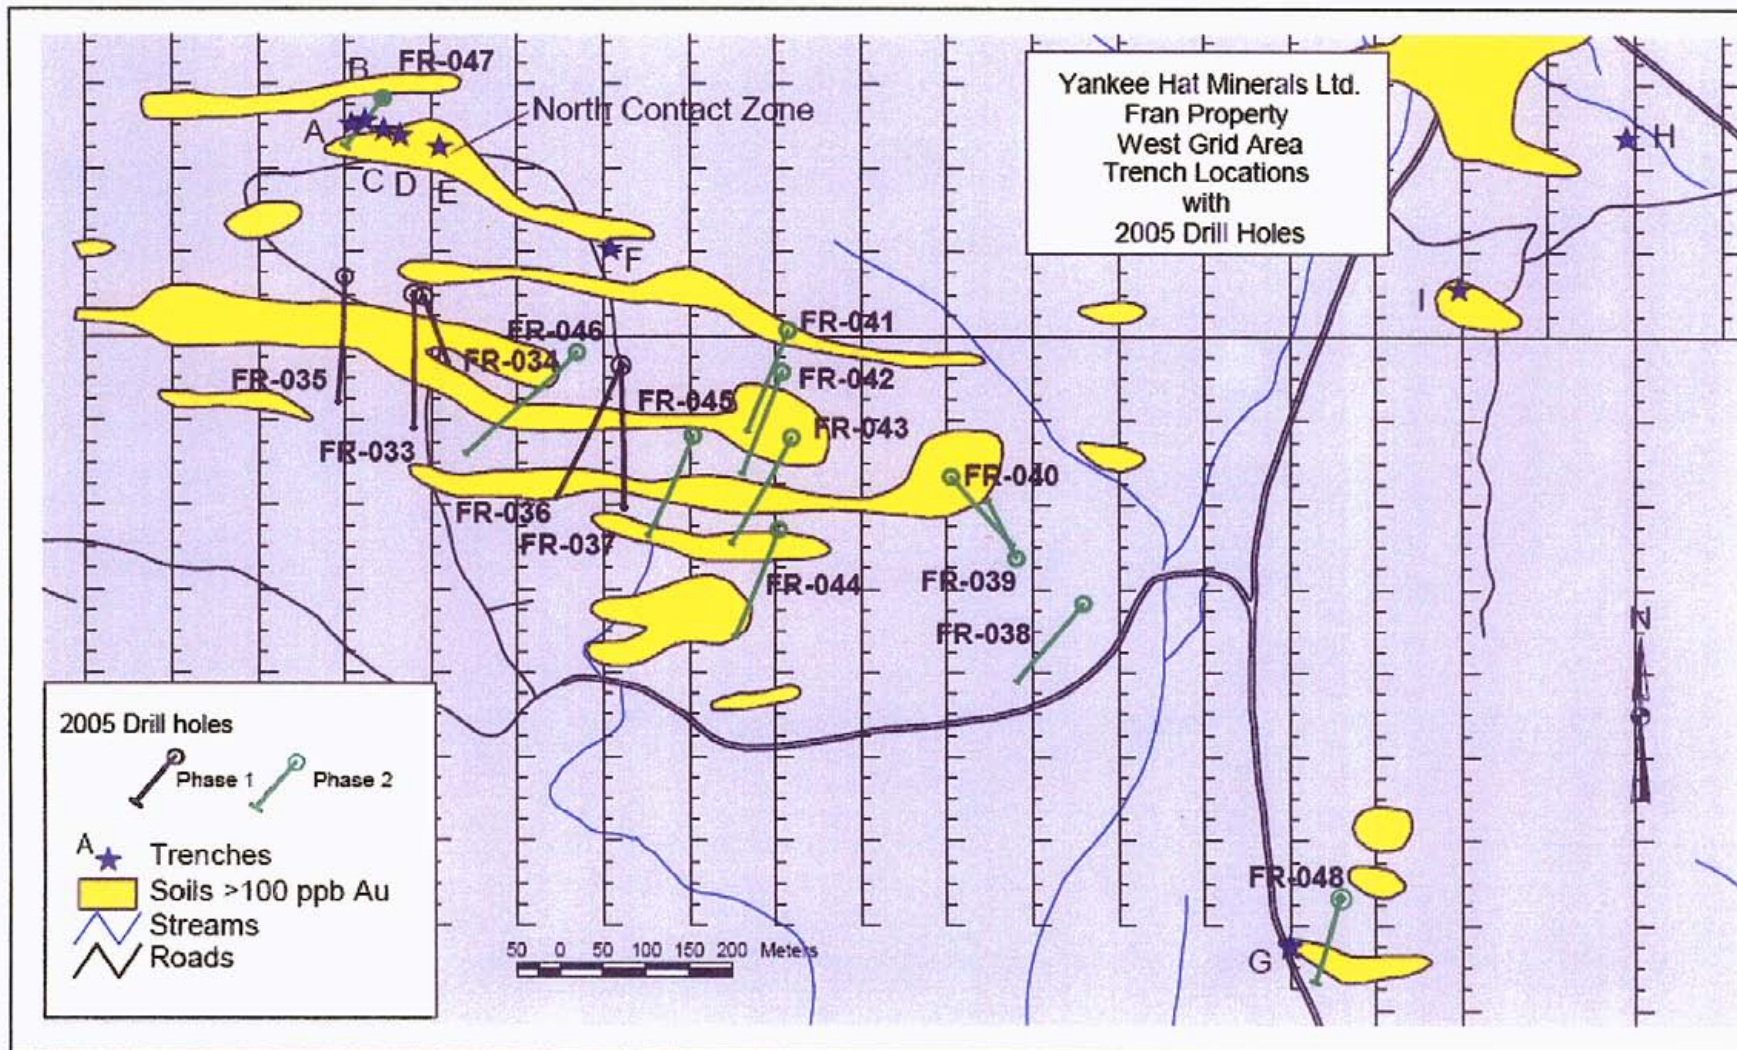 FR-047
B
North Contact Zone
A
C
D
E
F
Yankee Hat Minerals Ltd.
Fran Property
West Grid Area
Trench Locations
with
2005 Drill Holes
H
I
FR-046
FR-041
FR-034
FR-035
FR-042
FR-045
FR-043
FR-033
FR-040
FR-036
FR-037
FR-039
FR-044
FR-038
N
2005 Drill holes
Phase 1
Phase 2
A
Trenches
Soils >100 ppb Au
Streams
Roads
50 0 50 100 150 200 Meters
FR-048
G